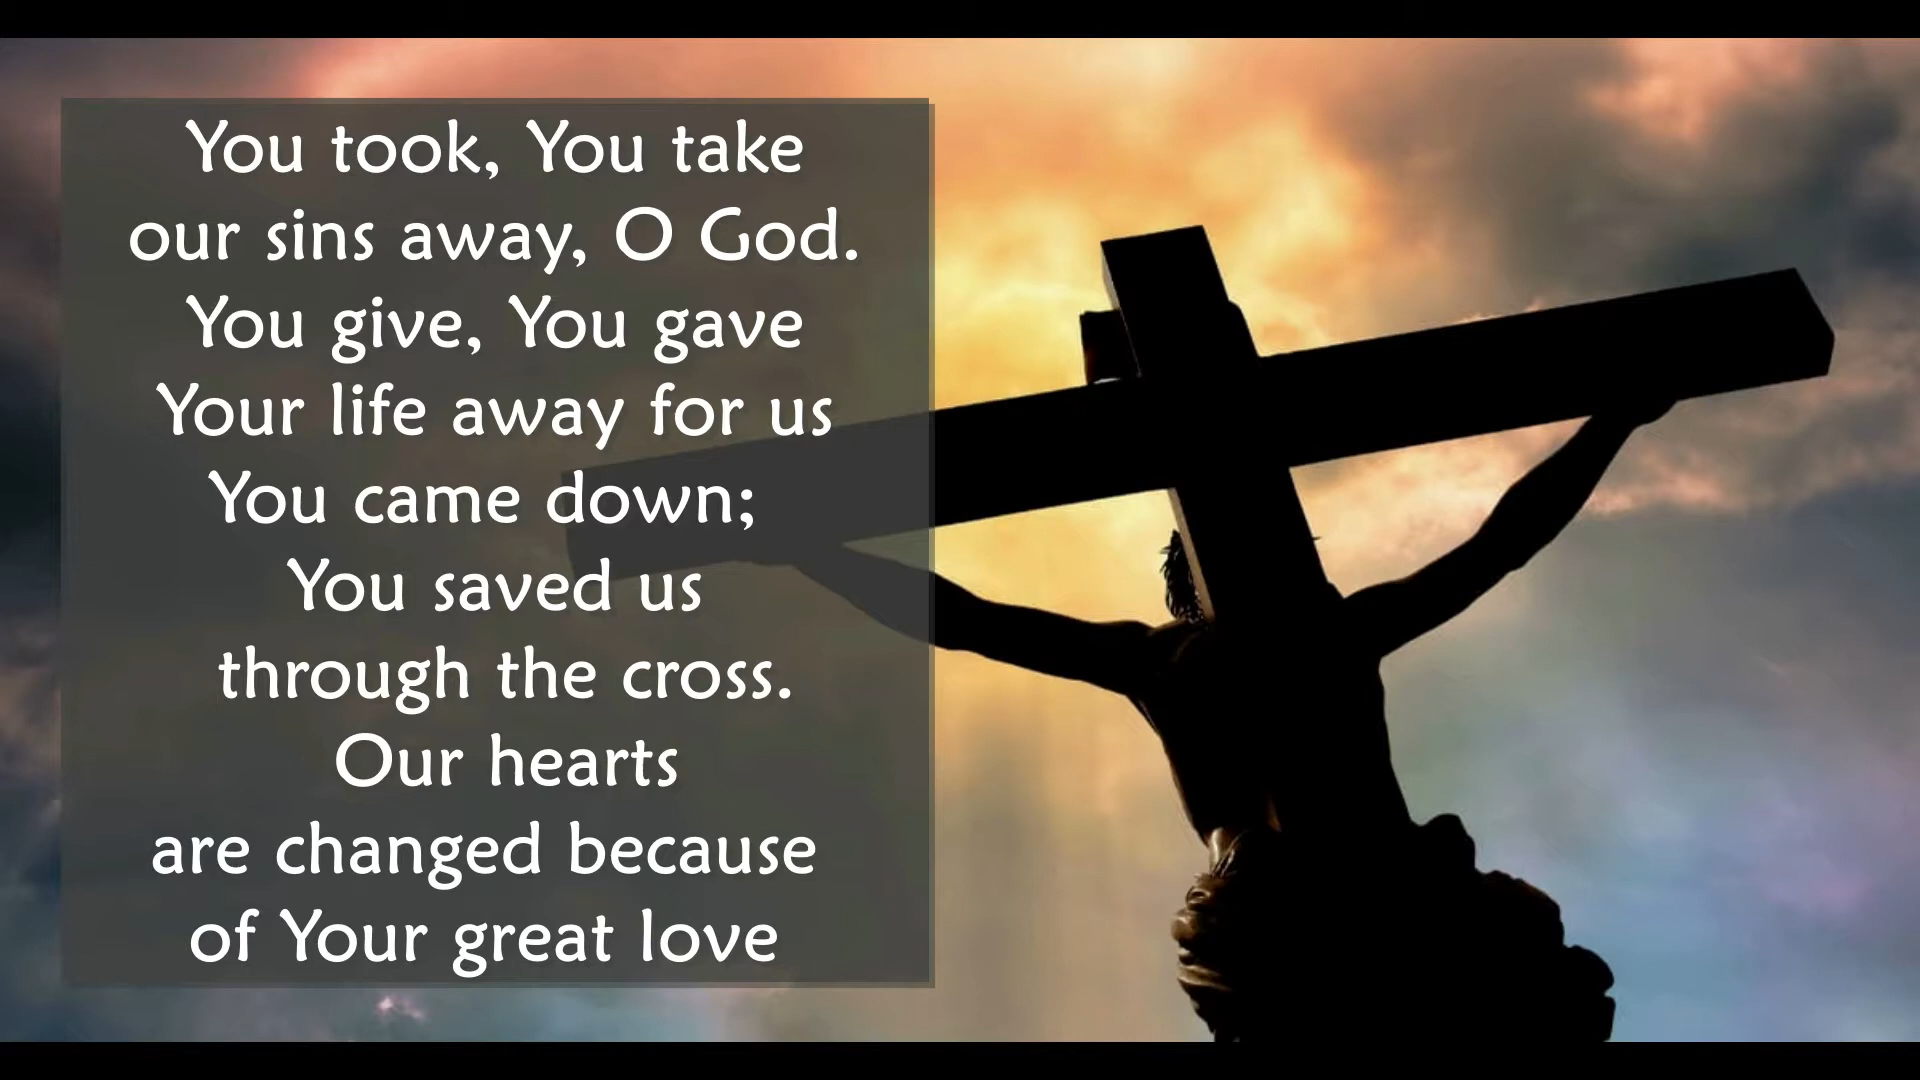 You took, You take
our sins away, O God.
You give, You gave
Your life away for us
You came down;
You saved us
through the cross.
Our hearts
are changed because
of Your great love